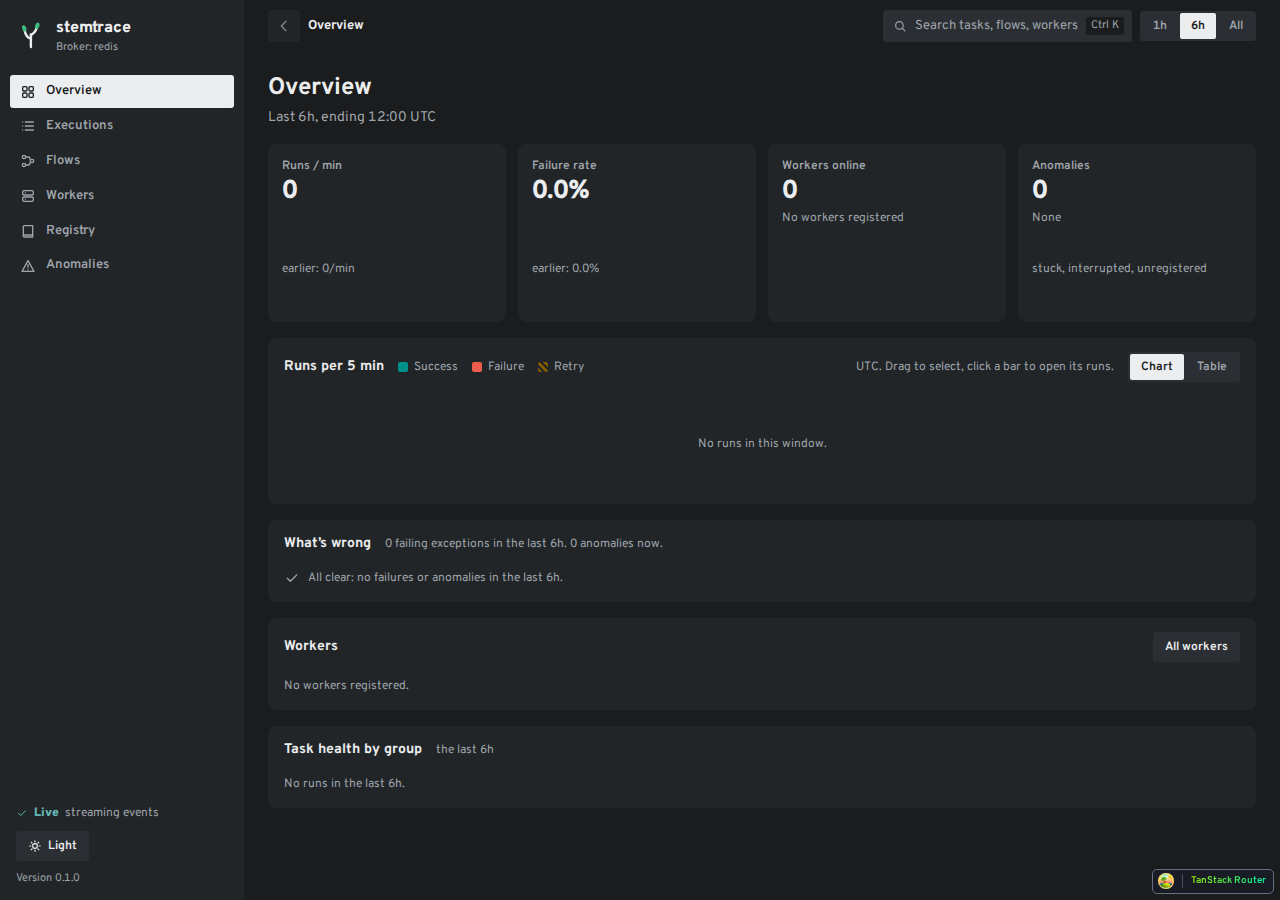 stemtrace
Broker: redis
Overview
Executions
Flows
Workers
Registry
Anomalies
Live streaming events
Light
Version 0.1.0
Overview
Search tasks, flows, workers Ctrl K
1h 6h All
Overview
Last 6h, ending 12:00 UTC
Runs / min
0
earlier: 0/min
Failure rate
0.0%
earlier: 0.0%
Workers online
0
No workers registered
Anomalies
0
None
stuck, interrupted, unregistered
Runs per 5 min Success Failure Retry UTC. Drag to select, click a bar to open its runs. Chart Table
No runs in this window.
What's wrong 0 failing exceptions in the last 6h. 0 anomalies now.
All clear: no failures or anomalies in the last 6h.
Workers All workers
No workers registered.
Task health by group the last 6h
No runs in the last 6h.
TanStack Router